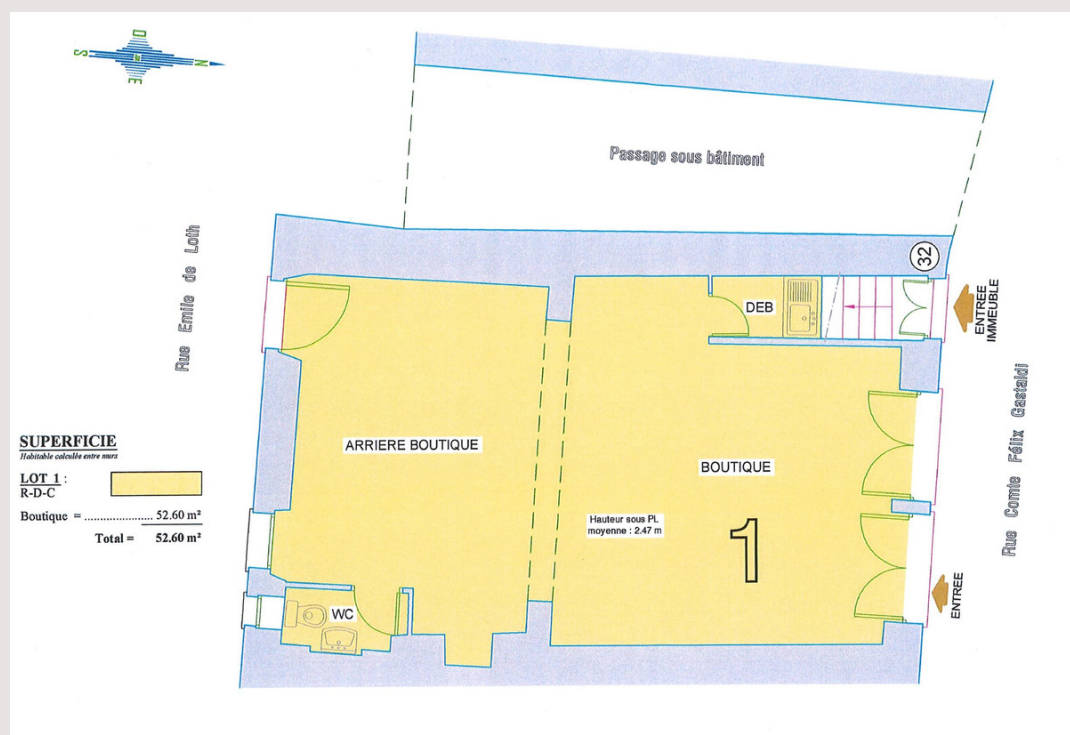 O
S
N
E
Passage sous bâtiment
Rue Emile de Loth
32
DEB
ENTREE
IMMEUBLE
SUPERFICIE
Habitable calculée entre murs
LOT 1 :
R-D-C
Boutique = ..................... 52.60 m²
Total = 52.60 m²
ARRIERE BOUTIQUE
BOUTIQUE
Hauteur sous PL
moyenne : 2.47 m
1
Rue Comte Félix Gastaldi
ENTREE
WC